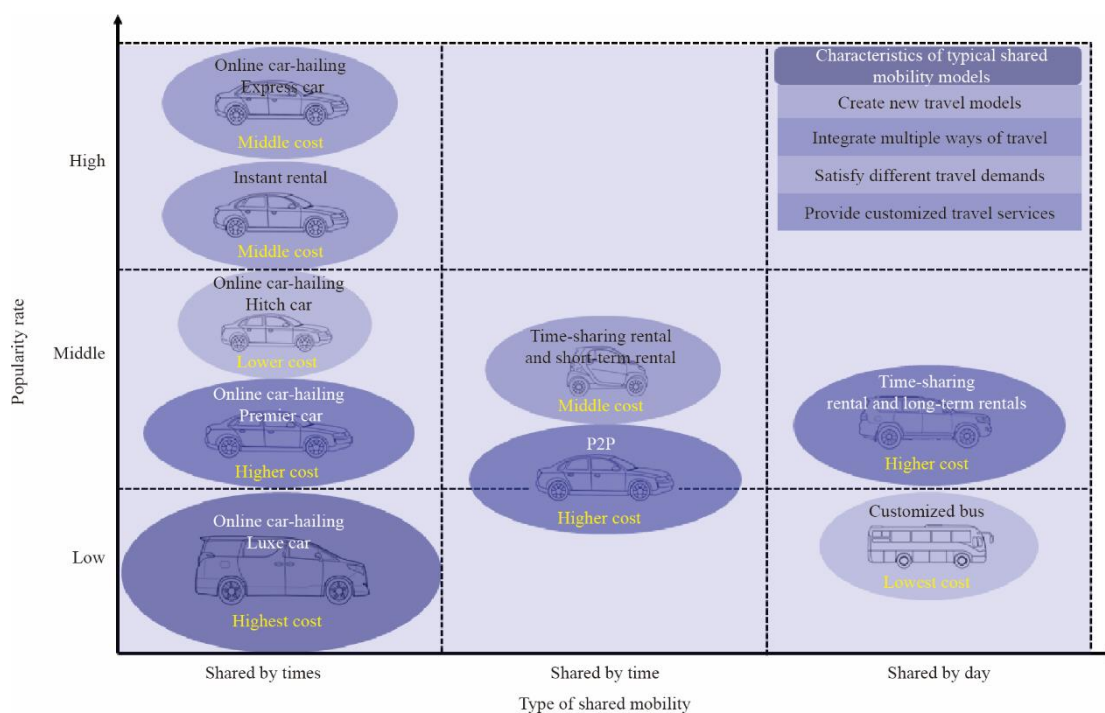 Online car-hailing
Express car
Middle cost
Instant rental
Middle cost
Online car-hailing
Hitch car
Lower cost
Online car-hailing
Premier car
Higher cost
Online car-hailing
Luxe car
Highest cost
Time-sharing rental
and short-term rental
Middle cost
P2P
Higher cost
Characteristics of typical shared
mobility models
Create new travel models
Integrate multiple ways of travel
Satisfy different travel demands
Provide customized travel services
Time-sharing
rental and long-term rentals
Higher cost
Customized bus
Lowest cost
Popularity rate
High
Middle
Low
Shared by times
Shared by time
Shared by day
Type of shared mobility